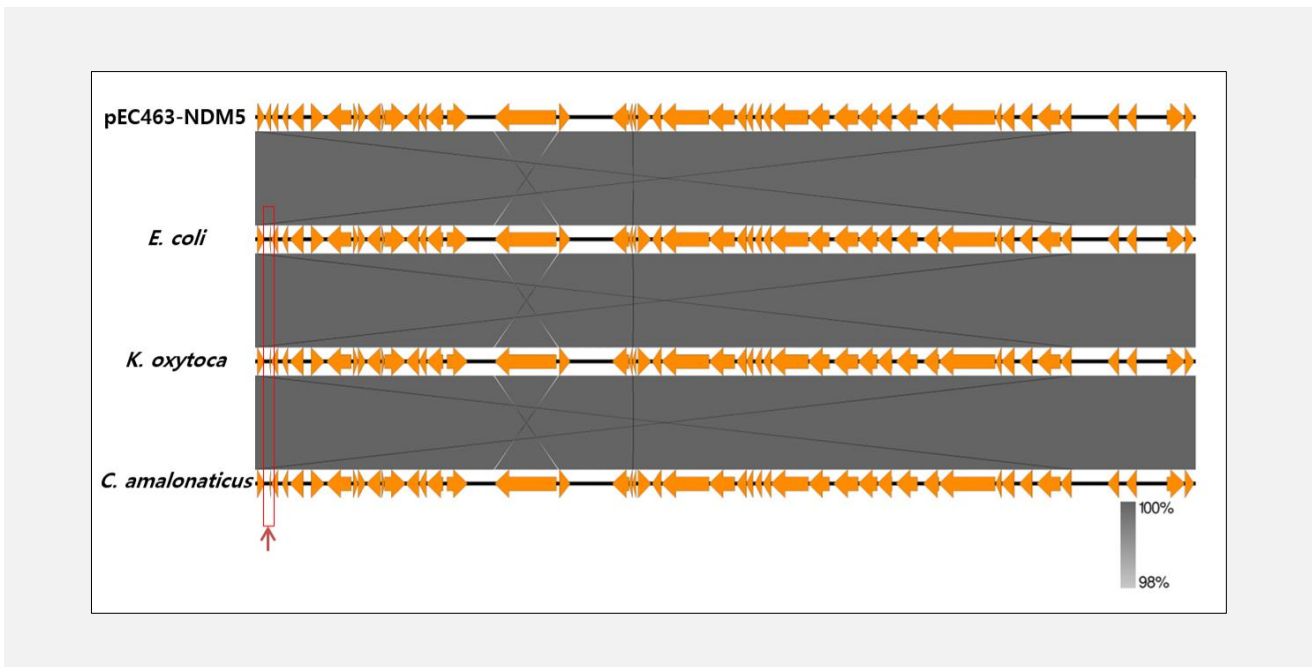 pEC463-NDM5
E. coli
K. oxytoca
C. amalonaticus
100%
98%